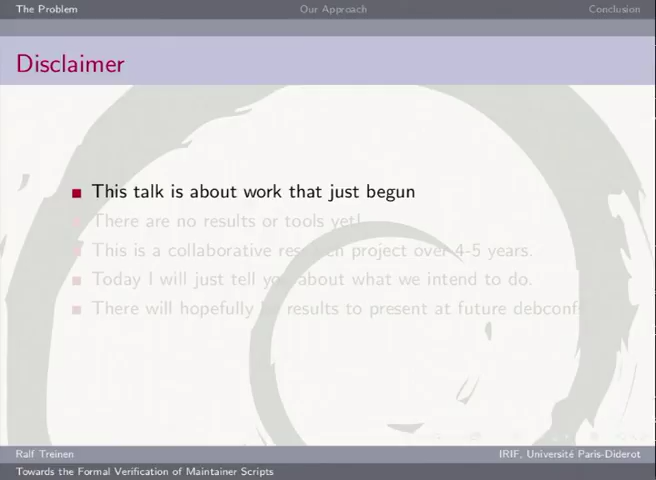 The Problem
Our Approach
Conclusion
Disclaimer
This talk is about work that just begun
There are no results or tools yet!
This is a collaborative research project over 4-5 years.
Today I will just tell you about what we intend to do.
There will hopefully be results to present at future debconfs
Ralf Treinen
IRIF, Université Paris-Diderot
Towards the Formal Verification of Maintainer Scripts